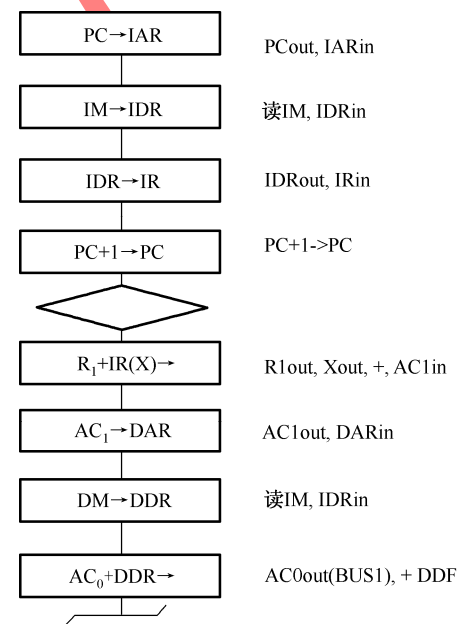 PC→IAR
PCout, IARin
IM→IDR
读IM, IDRin
IDR→IR
IDRout, IRin
PC+1→PC
PC+1->PC
R₁+IR(X)→
R1out, Xout, +, AC1in
AC₁→DAR
AC1out, DARin
DM→DDR
读IM, IDRin
AC₀+DDR→
AC0out(BUS1), + DDF